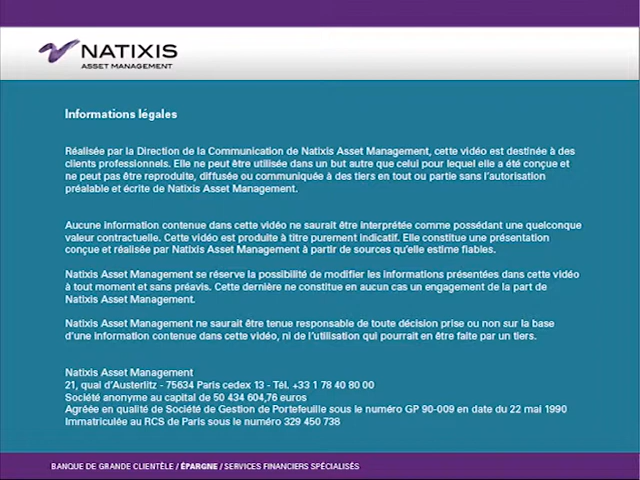 NATIXIS
ASSET MANAGEMENT
Informations légales
Réalisée par la Direction de la Communication de Natixis Asset Management, cette vidéo est destinée à des
clients professionnels. Elle ne peut être utilisée dans un but autre que celui pour lequel elle a été conçue et
ne peut pas être reproduite, diffusée ou communiquée à des tiers en tout ou partie sans l'autorisation
préalable et écrite de Natixis Asset Management.
Aucune information contenue dans cette vidéo ne saurait être interprétée comme possédant une quelconque
valeur contractuelle. Cette vidéo est produite à titre purement indicatif. Elle constitue une présentation
conçue et réalisée par Natixis Asset Management à partir de sources qu'elle estime fiables.
Natixis Asset Management se réserve la possibilité de modifier les informations présentées dans cette vidéo
à tout moment et sans préavis. Cette dernière ne constitue en aucun cas un engagement de la part de
Natixis Asset Management.
Natixis Asset Management ne saurait être tenue responsable de toute décision prise ou non sur la base
d'une information contenue dans cette vidéo, ni de l'utilisation qui pourrait en être faite par un tiers.
Natixis Asset Management
21, quai d'Austerlitz - 75634 Paris cedex 13 - Tél. +33 1 78 40 80 00
Société anonyme au capital de 50 434 604,76 euros
Agréée en qualité de Société de Gestion de Portefeuille sous le numéro GP 90-009 en date du 22 mai 1990
Immatriculée au RCS de Paris sous le numéro 329 450 738
BANQUE DE GRANDE CLIENTÈLE / ÉPARGNE / SERVICES FINANCIERS SPÉCIALISÉS